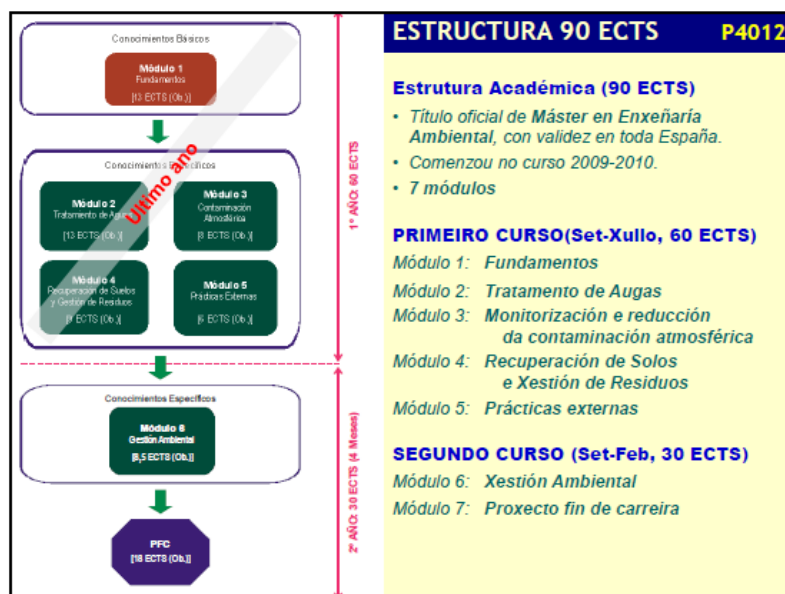 Conocimientos Básicos
Módulo 1
Fundamentos
[13 ECTS (Ob.)]
Conocimientos Específicos
Último ano
Módulo 2
Tratamiento de Aguas
[13 ECTS (Ob.)]
Módulo 3
Contaminación
Atmosférica
[8 ECTS (Ob.)]
Módulo 4
Recuperación de Suelos
y Gestión de Residuos
[9 ECTS (Ob.)]
Módulo 5
Prácticas Externas
[6 ECTS (Ob.)]
1º AÑO: 60 ECTS
Conocimientos Específicos
Módulo 6
Gestión Ambiental
[8,5 ECTS (Ob.)]
PFC
[18 ECTS (Ob.)]
2º AÑO: 30 ECTS (4 Meses)
ESTRUCTURA 90 ECTS P4012
Estrutura Académica (90 ECTS)
• Título oficial de Máster en Enxeñaría
Ambiental, con validez en toda España.
• Comenzou no curso 2009-2010.
• 7 módulos
PRIMEIRO CURSO(Set-Xullo, 60 ECTS)
Módulo 1: Fundamentos
Módulo 2: Tratamento de Augas
Módulo 3: Monitorización e reducción
da contaminación atmosférica
Módulo 4: Recuperación de Solos
e Xestión de Residuos
Módulo 5: Prácticas externas
SEGUNDO CURSO (Set-Feb, 30 ECTS)
Módulo 6: Xestión Ambiental
Módulo 7: Proxecto fin de carreira